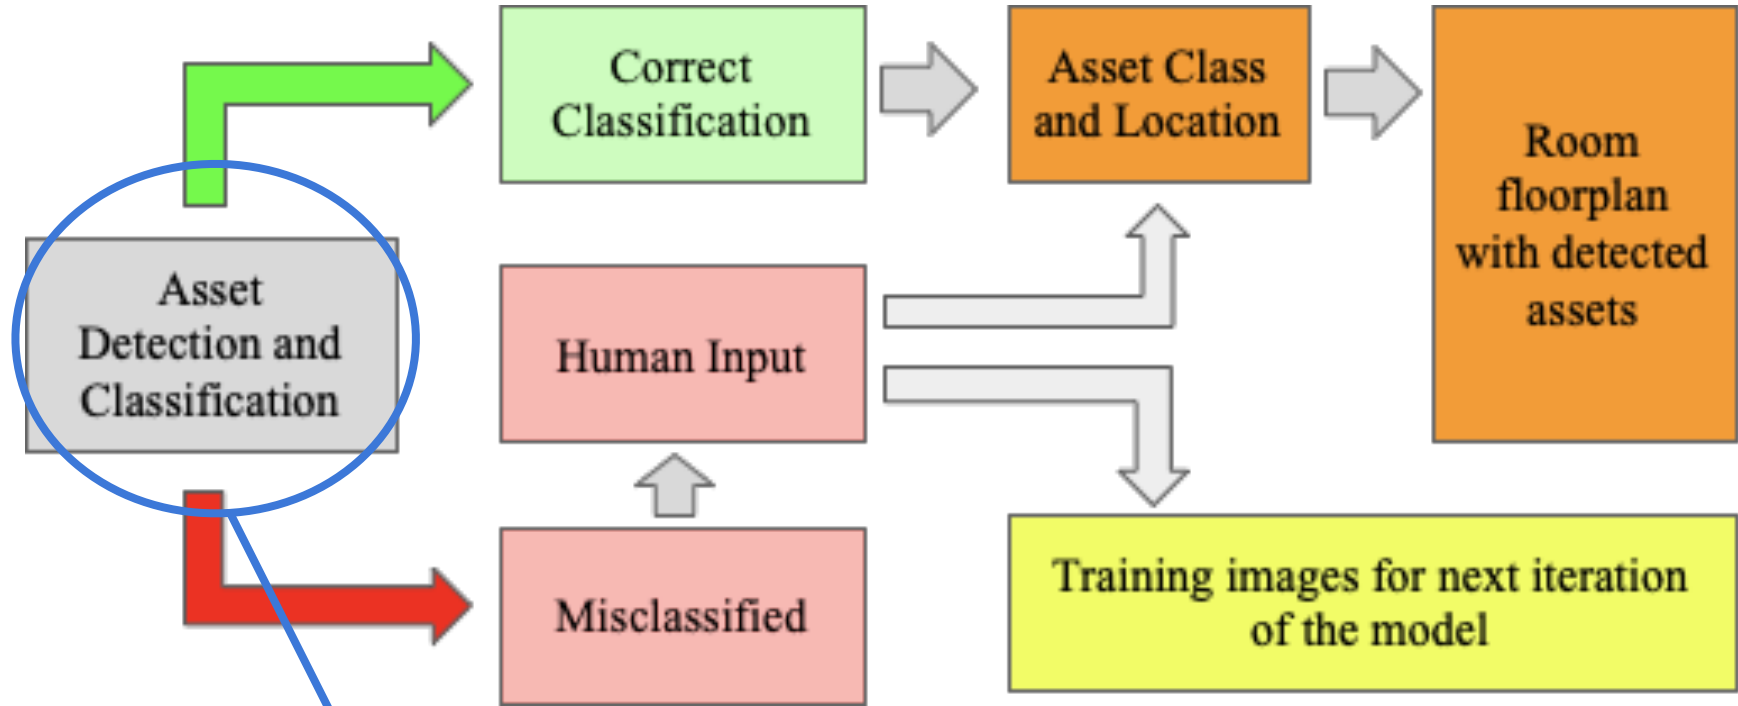 Correct
Classification
Asset Class
and Location
Room
floorplan
with detected
assets
Asset
Detection and
Classification
Human Input
Misclassified
Training images for next iteration
of the model